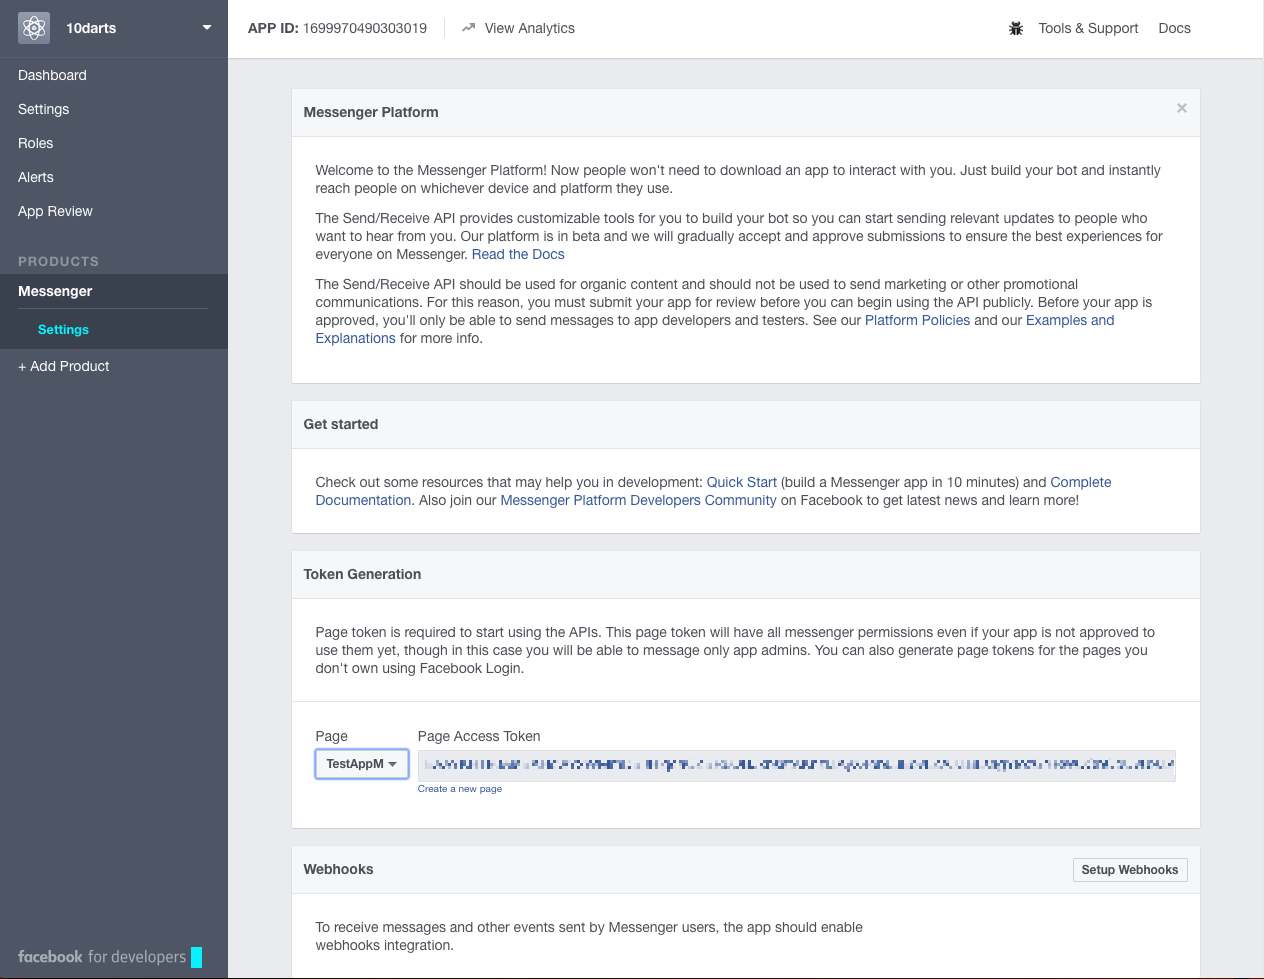 10darts
APP ID: 1699970490303019
View Analytics
Tools & Support
Docs
Dashboard
Settings
Roles
Alerts
App Review
PRODUCTS
Messenger
Settings
+ Add Product
facebook for developers
Messenger Platform
Welcome to the Messenger Platform! Now people won't need to download an app to interact with you. Just build your bot and instantly
reach people on whichever device and platform they use.
The Send/Receive API provides customizable tools for you to build your bot so you can start sending relevant updates to people who
want to hear from you. Our platform is in beta and we will gradually accept and approve submissions to ensure the best experiences for
everyone on Messenger. Read the Docs
The Send/Receive API should be used for organic content and should not be used to send marketing or other promotional
communications. For this reason, you must submit your app for review before you can begin using the API publicly. Before your app is
approved, you'll only be able to send messages to app developers and testers. See our Platform Policies and our Examples and
Explanations for more info.
Get started
Check out some resources that may help you in development: Quick Start (build a Messenger app in 10 minutes) and Complete
Documentation. Also join our Messenger Platform Developers Community on Facebook to get latest news and learn more!
Token Generation
Page token is required to start using the APIs. This page token will have all messenger permissions even if your app is not approved to
use them yet, though in this case you will be able to message only app admins. You can also generate page tokens for the pages you
don't own using Facebook Login.
Page
Page Access Token
TestAppM
Create a new page
Webhooks
Setup Webhooks
To receive messages and other events sent by Messenger users, the app should enable
webhooks integration.